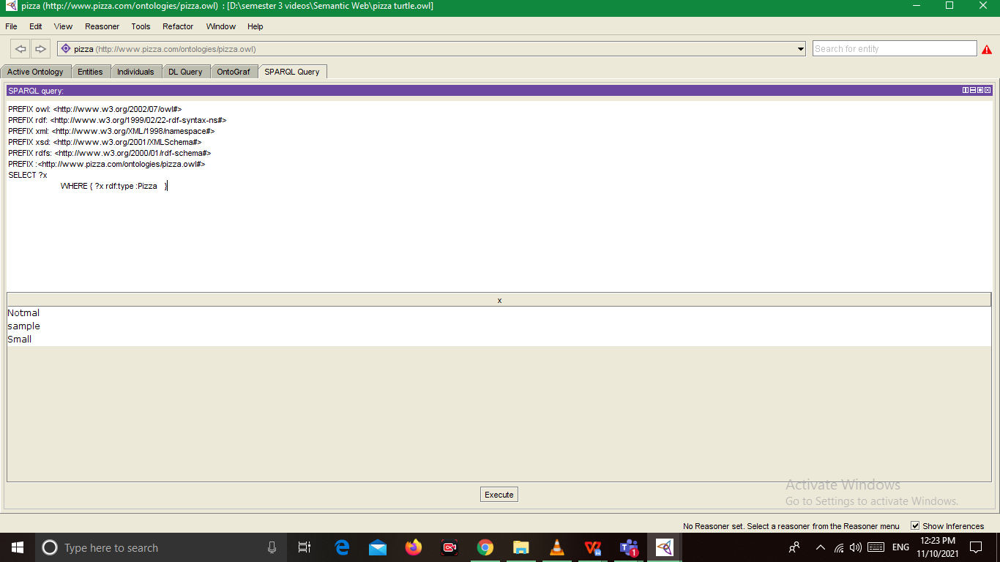 pizza (http://www.pizza.com/ontologies/pizza.owl) : [D:\semester 3 videos\Semantic Web\pizza turtle.owl]
File Edit View Reasoner Tools Refactor Window Help
pizza (http://www.pizza.com/ontologies/pizza.owl) Search for entity
Active Ontology Entities Individuals DL Query OntoGraf SPARQL Query
SPARQL query:
PREFIX owl: <http://www.w3.org/2002/07/owl#>
PREFIX rdf: <http://www.w3.org/1999/02/22-rdf-syntax-ns#>
PREFIX xml: <http://www.w3.org/XML/1998/namespace#>
PREFIX xsd: <http://www.w3.org/2001/XMLSchema#>
PREFIX rdfs: <http://www.w3.org/2000/01/rdf-schema#>
PREFIX :<http://www.pizza.com/ontologies/pizza.owl#>
SELECT ?x
WHERE { ?x rdf:type :Pizza }
x
Notmal
sample
Small
Execute
Activate Windows
Go to Settings to activate Windows.
No Reasoner set. Select a reasoner from the Reasoner menu Show Inferences
Type here to search 1 ENG 12:23 PM
11/10/2021